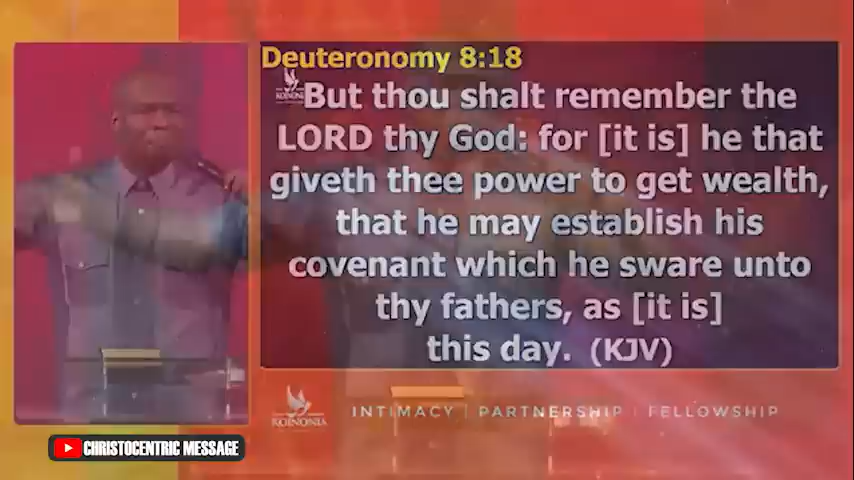 Deuteronomy 8:18
KOINONIA
But thou shalt remember the
LORD thy God: for [it is] he that
giveth thee power to get wealth,
that he may establish his
covenant which he sware unto
thy fathers, as [it is]
this day. (KJV)
KOINONIA
INTIMACY | PARTNERSHIP | FELLOWSHIP
CHRISTOCENTRIC MESSAGE